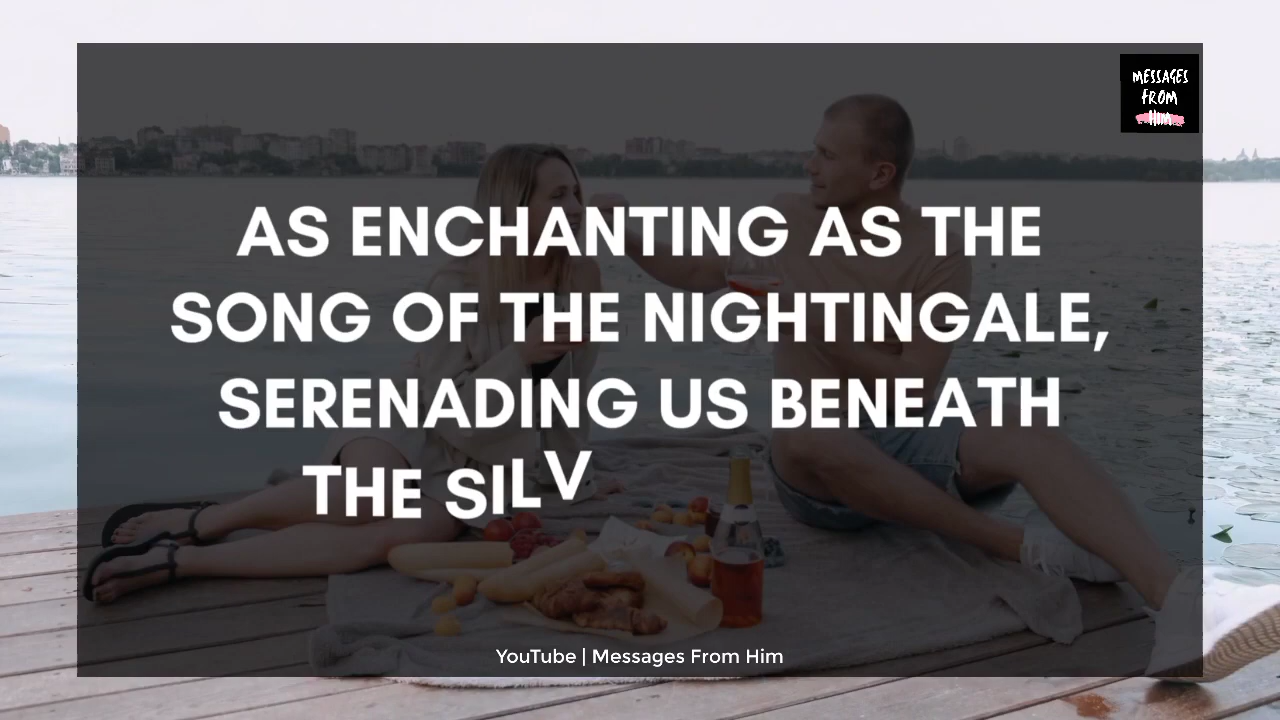 MESSAGES
FROM
HIM
AS ENCHANTING AS THE
SONG OF THE NIGHTINGALE,
SERENADING US BENEATH
THE SILV
YouTube | Messages From Him